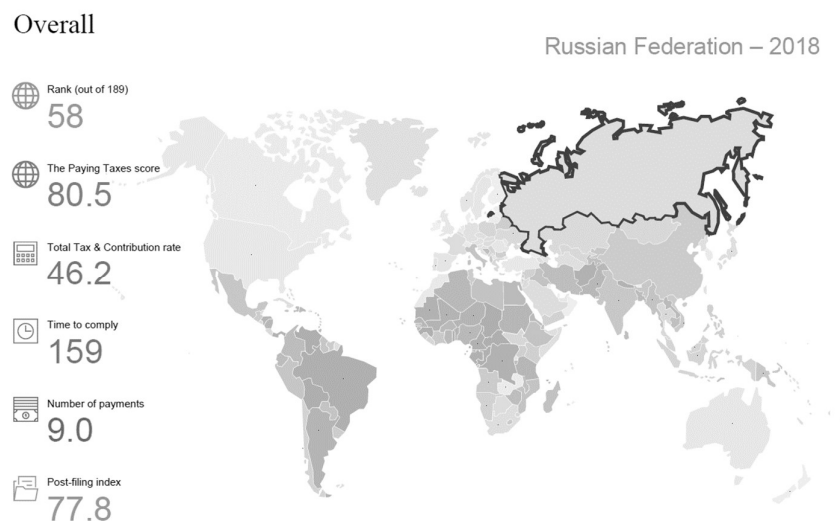 Overall
Russian Federation – 2018
Rank (out of 189)
58
The Paying Taxes score
80.5
Total Tax & Contribution rate
46.2
Time to comply
159
Number of payments
9.0
Post-filing index
77.8